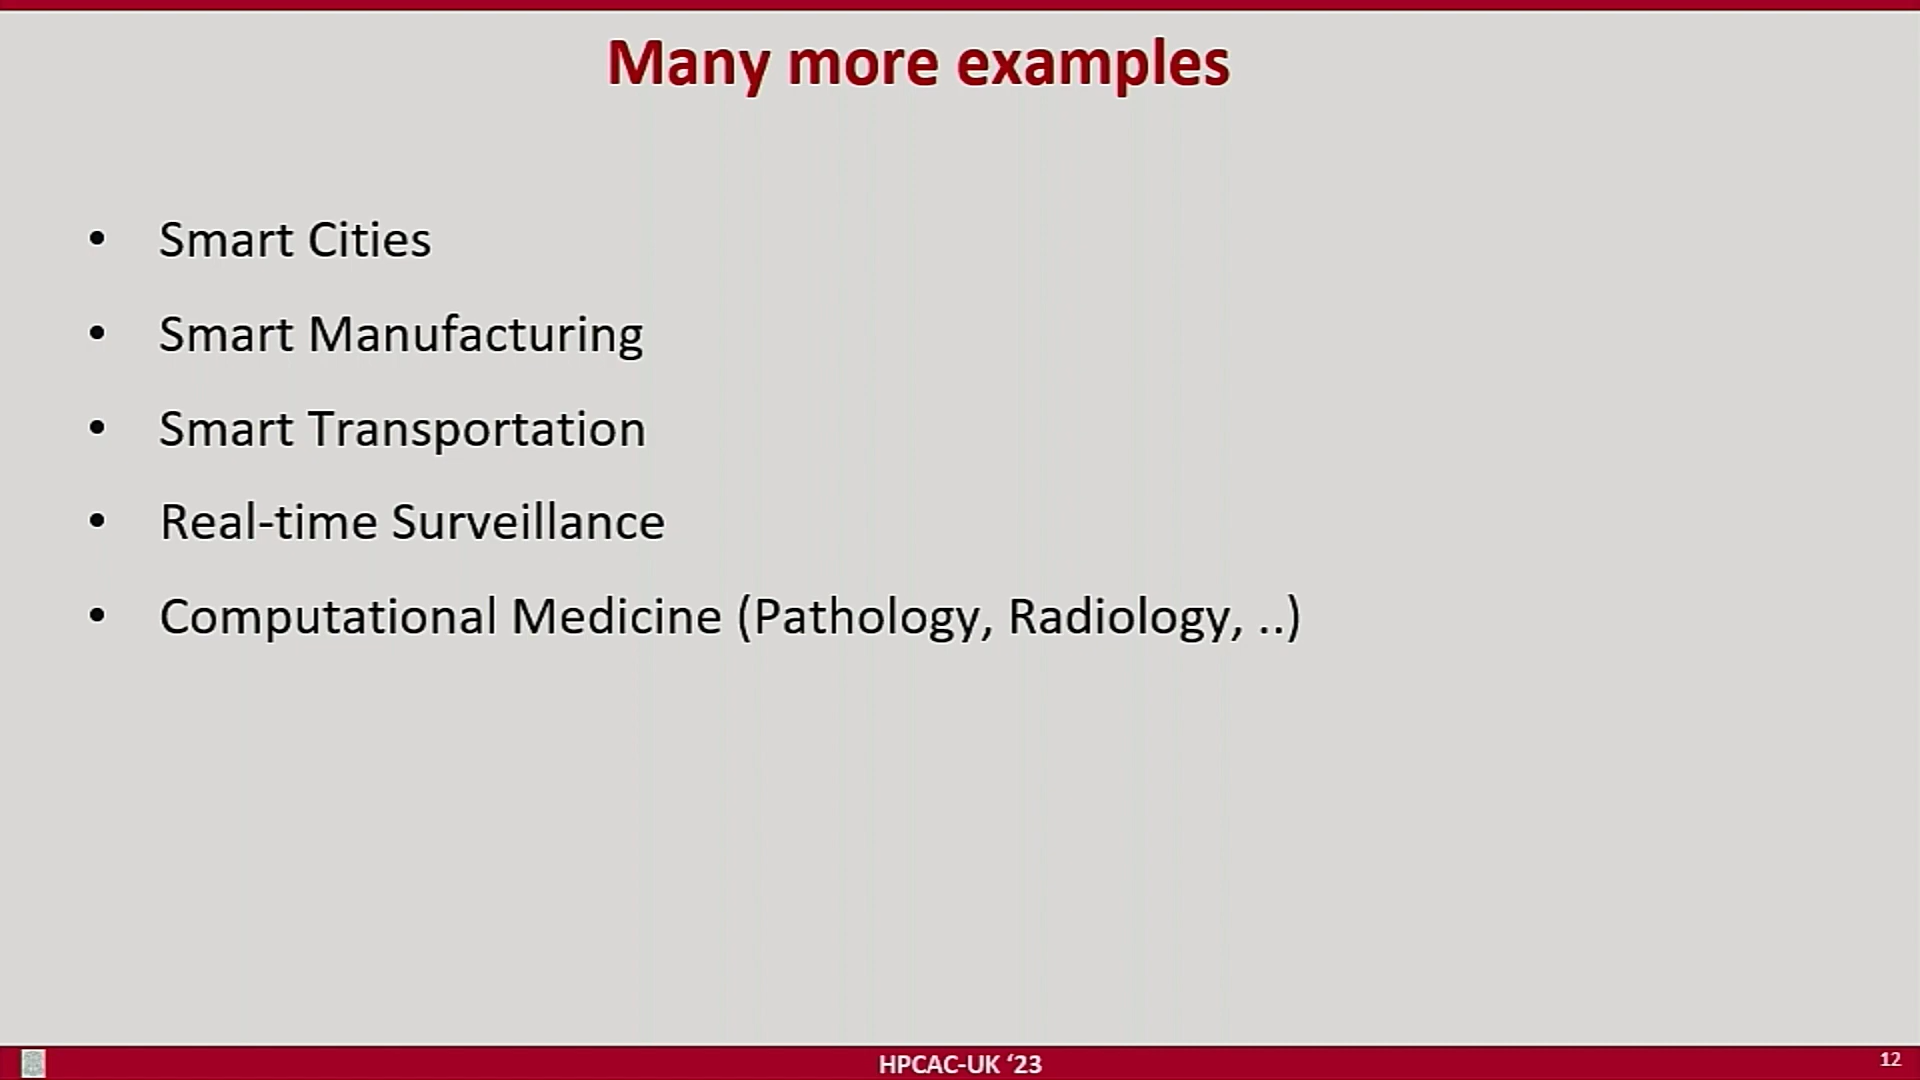 Many more examples
• Smart Cities
• Smart Manufacturing
• Smart Transportation
• Real-time Surveillance
• Computational Medicine (Pathology, Radiology, ..)
HPCAC-UK ‘23
12